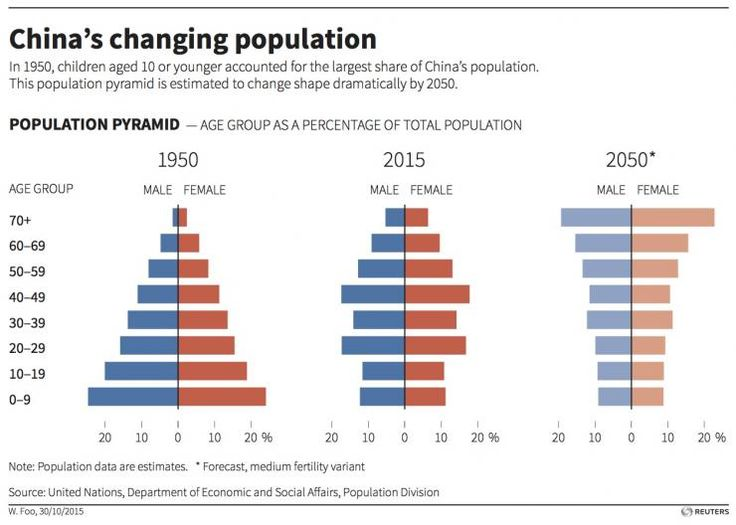 China's changing population
In 1950, children aged 10 or younger accounted for the largest share of China's population.
This population pyramid is estimated to change shape dramatically by 2050.
POPULATION PYRAMID — AGE GROUP AS A PERCENTAGE OF TOTAL POPULATION
1950 2015 2050*
AGE GROUP MALE FEMALE MALE FEMALE MALE FEMALE
70+
60–69
50–59
40–49
30–39
20–29
10–19
0–9
20 10 0 10 20 % 20 10 0 10 20 % 20 10 0 10 20 %
Note: Population data are estimates. * Forecast, medium fertility variant
Source: United Nations, Department of Economic and Social Affairs, Population Division
W. Foo, 30/10/2015 REUTERS